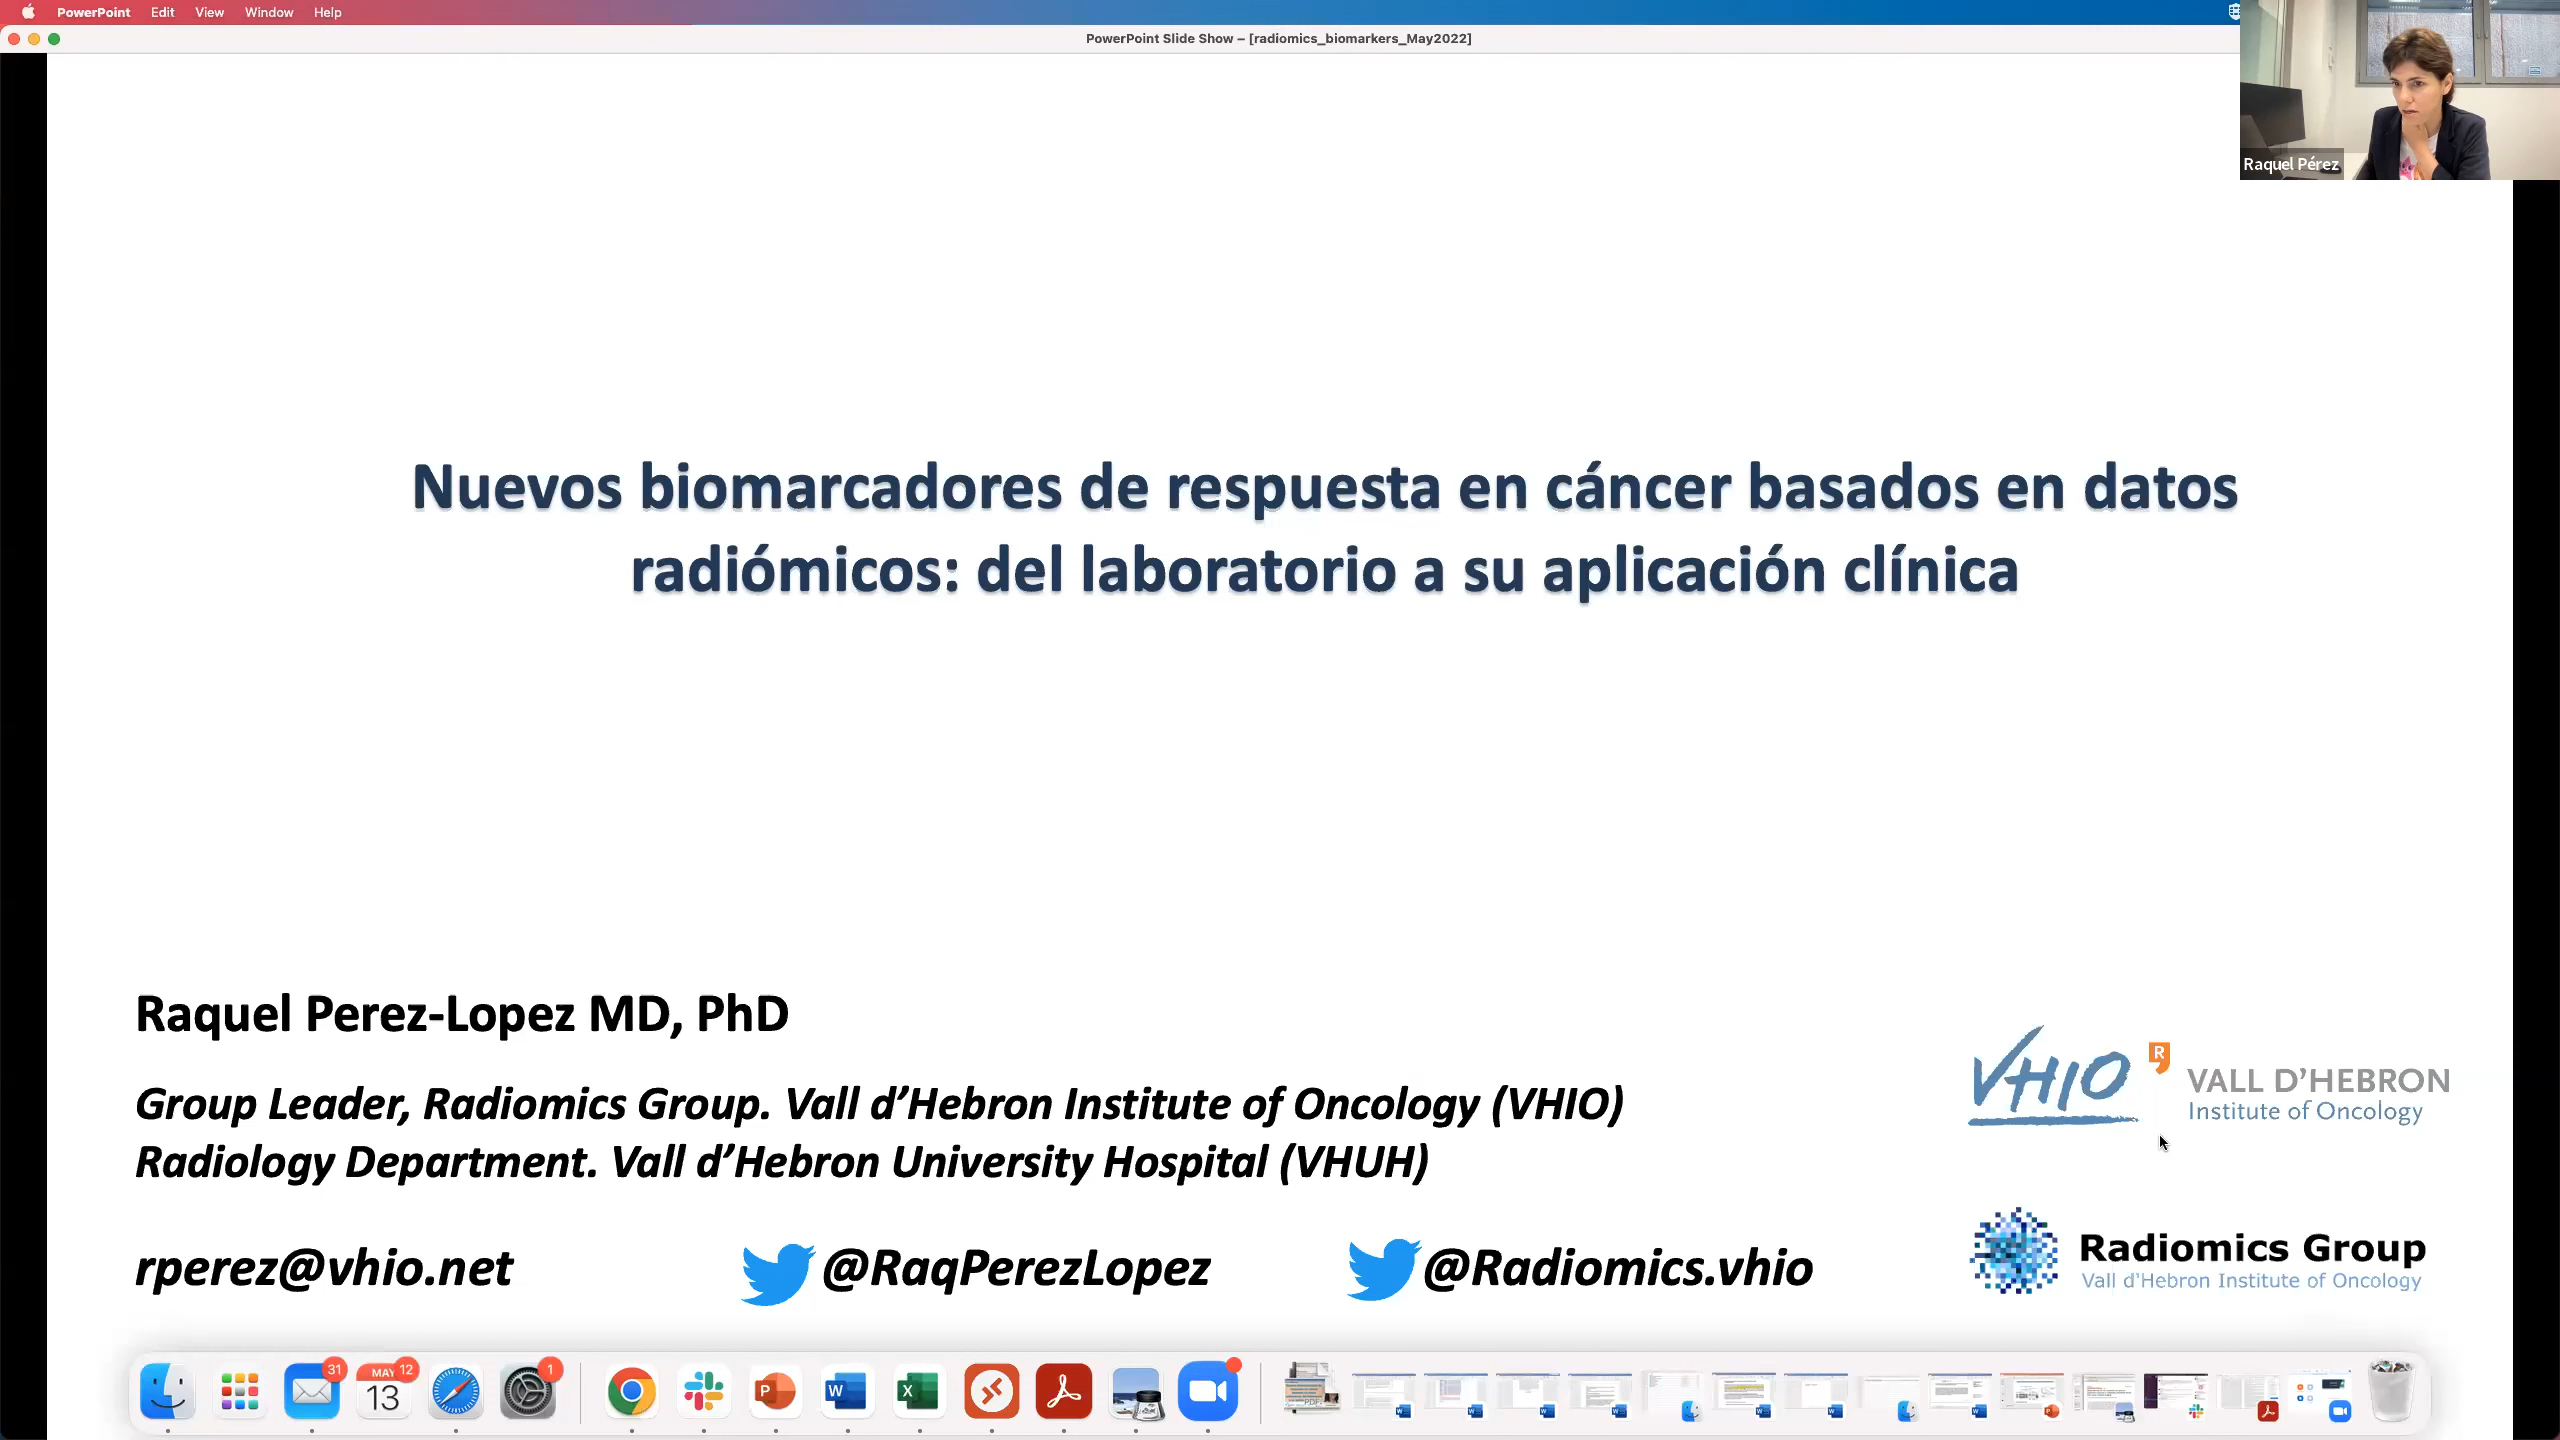 PowerPoint Edit View Window Help
PowerPoint Slide Show – [radiomics_biomarkers_May2022]
Raquel Pérez
Nuevos biomarcadores de respuesta en cáncer basados en datos
radiómicos: del laboratorio a su aplicación clínica
Raquel Perez-Lopez MD, PhD
Group Leader, Radiomics Group. Vall d’Hebron Institute of Oncology (VHIO)
Radiology Department. Vall d’Hebron University Hospital (VHUH)
rperez@vhio.net
@RaqPerezLopez
@Radiomics.vhio
VHIO
R
VALL D’HEBRON
Institute of Oncology
Radiomics Group
Vall d’Hebron Institute of Oncology
31
MAY
12
13
1
P
W
X
PDF